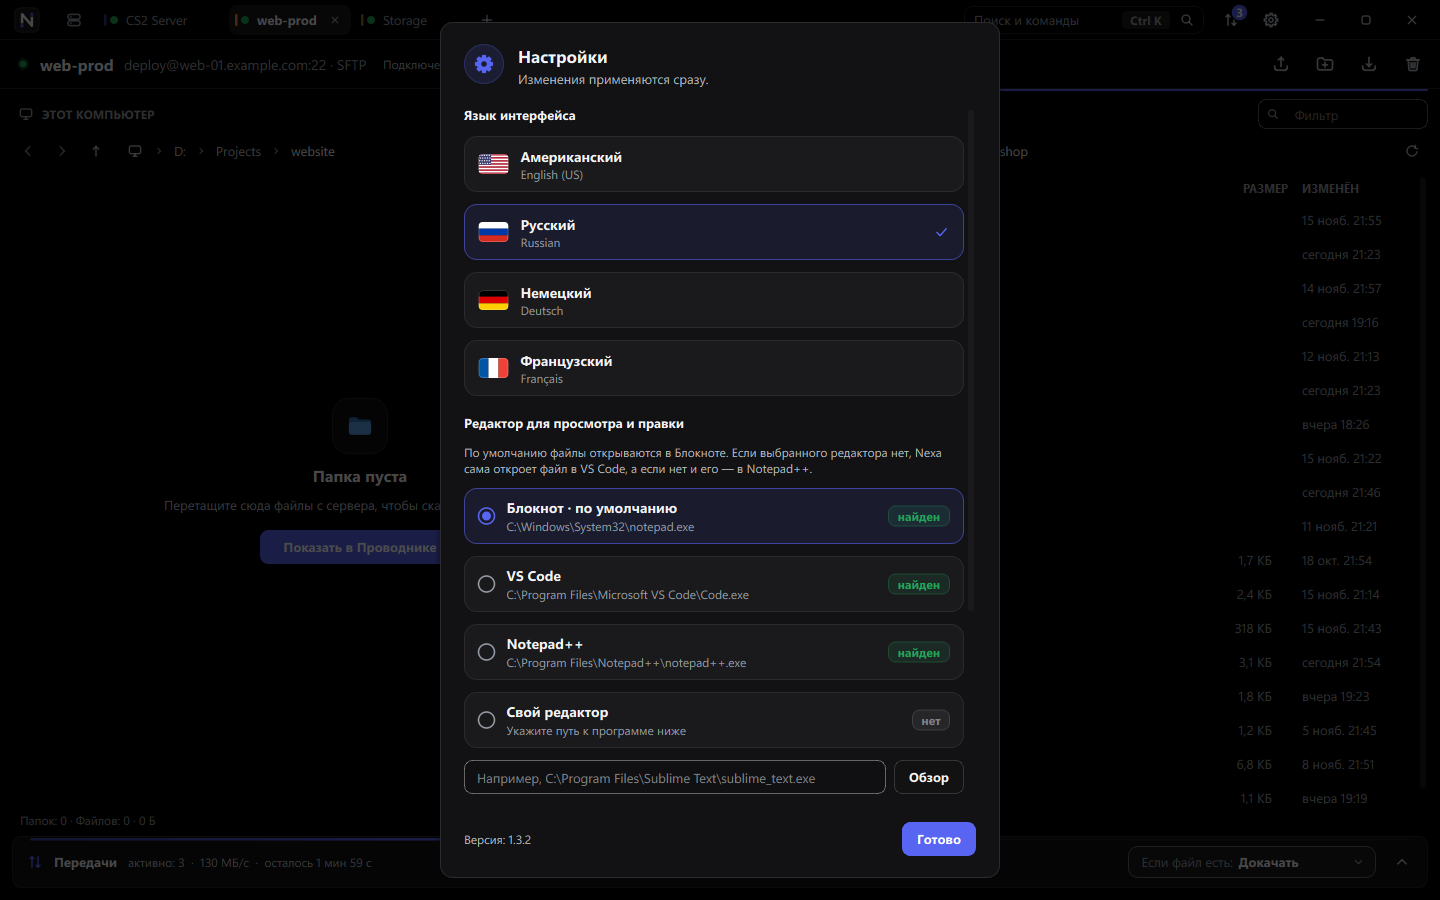 N
CS2 Server
web-prod
Storage
Поиск и команды
Ctrl K
3
web-prod
deploy@web-01.example.com:22 · SFTP
Подключе
ЭТОТ КОМПЬЮТЕР
Фильтр
D:
Projects
website
shop
РАЗМЕР
ИЗМЕНЁН
15 нояб. 21:55
сегодня 21:23
14 нояб. 21:57
сегодня 19:16
12 нояб. 21:13
сегодня 21:23
вчера 18:26
15 нояб. 21:22
сегодня 21:46
11 нояб. 21:21
1,7 КБ 18 окт. 21:54
2,4 КБ 15 нояб. 21:14
318 КБ 15 нояб. 21:43
3,1 КБ сегодня 21:54
1,8 КБ вчера 19:23
1,2 КБ 5 нояб. 21:45
6,8 КБ 8 нояб. 21:51
1,1 КБ вчера 19:19
Папка пуста
Перетащите сюда файлы с сервера, чтобы ска
Показать в Проводнике
Папок: 0 · Файлов: 0 · 0 Б
Передачи
активно: 3 · 130 МБ/с · осталось 1 мин 59 с
Если файл есть: Докачать
Настройки
Изменения применяются сразу.
Язык интерфейса
Американский
English (US)
Русский
Russian
Немецкий
Deutsch
Французский
Français
Редактор для просмотра и правки
По умолчанию файлы открываются в Блокноте. Если выбранного редактора нет, Nexa
сама откроет файл в VS Code, а если нет и его — в Notepad++.
Блокнот · по умолчанию
C:\Windows\System32\notepad.exe
найден
VS Code
C:\Program Files\Microsoft VS Code\Code.exe
найден
Notepad++
C:\Program Files\Notepad++\notepad++.exe
найден
Свой редактор
Укажите путь к программе ниже
нет
Например, C:\Program Files\Sublime Text\sublime_text.exe
Обзор
Версия: 1.3.2
Готово